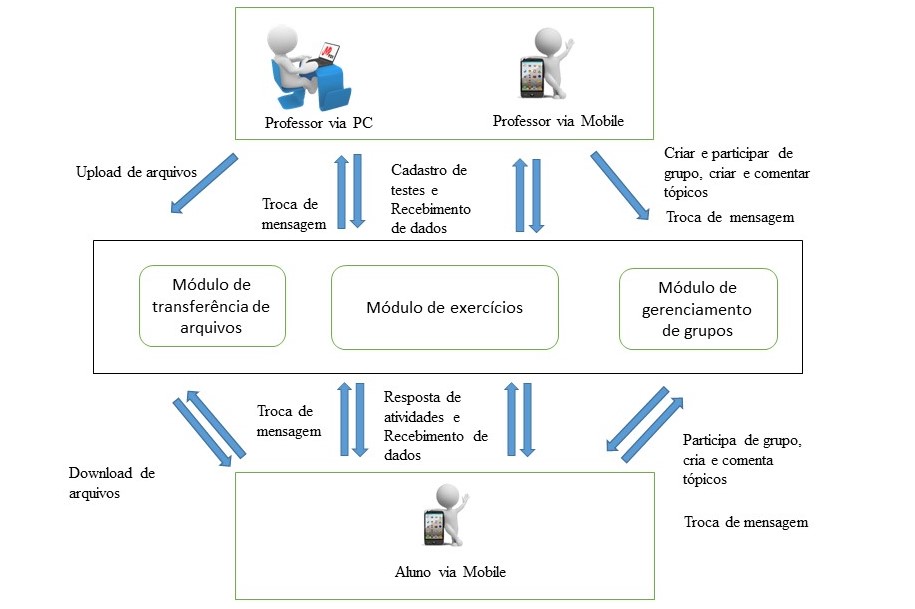 Professor via PC
Professor via Mobile
Upload de arquivos
Troca de
mensagem
Cadastro de
testes e
Recebimento
de dados
Criar e participar de
grupo, criar e comentar
tópicos
Troca de mensagem
Módulo de
transferência de
arquivos
Módulo de exercícios
Módulo de
gerenciamento
de grupos
Download de
arquivos
Troca de
mensagem
Resposta de
atividades e
Recebimento de
dados
Participa de grupo,
cria e comenta
tópicos
Troca de mensagem
Aluno via Mobile